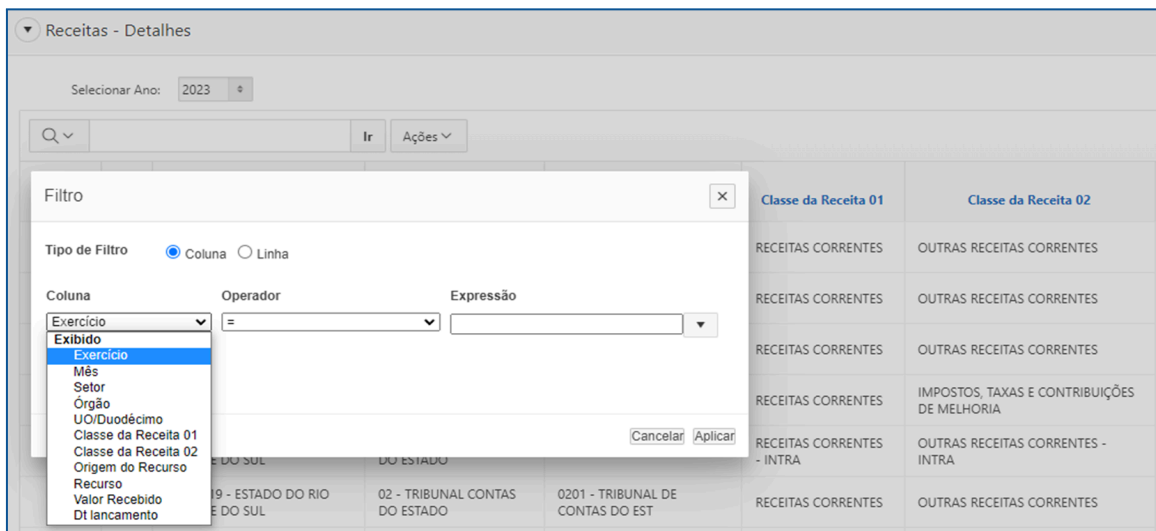 Receitas - Detalhes
Selecionar Ano: 2023
Ir Ações
Filtro
Classe da Receita 01 Classe da Receita 02
Tipo de Filtro Coluna Linha
RECEITAS CORRENTES OUTRAS RECEITAS CORRENTES
Coluna Operador Expressão
RECEITAS CORRENTES OUTRAS RECEITAS CORRENTES
Exercício =
Exibido
Exercício
RECEITAS CORRENTES OUTRAS RECEITAS CORRENTES
Mês
Setor
Órgão
RECEITAS CORRENTES IMPOSTOS, TAXAS E CONTRIBUIÇÕES
DE MELHORIA
UO/Duodécimo
Classe da Receita 01
Cancelar Aplicar
Classe da Receita 02
RECEITAS CORRENTES OUTRAS RECEITAS CORRENTES -
- INTRA INTRA
Origem do Recurso
E DO SUL DO ESTADO
Recurso
Valor Recebido
19 - ESTADO DO RIO 02 - TRIBUNAL CONTAS 0201 - TRIBUNAL DE
RECEITAS CORRENTES OUTRAS RECEITAS CORRENTES
Dt lancamento
E DO SUL DO ESTADO CONTAS DO EST